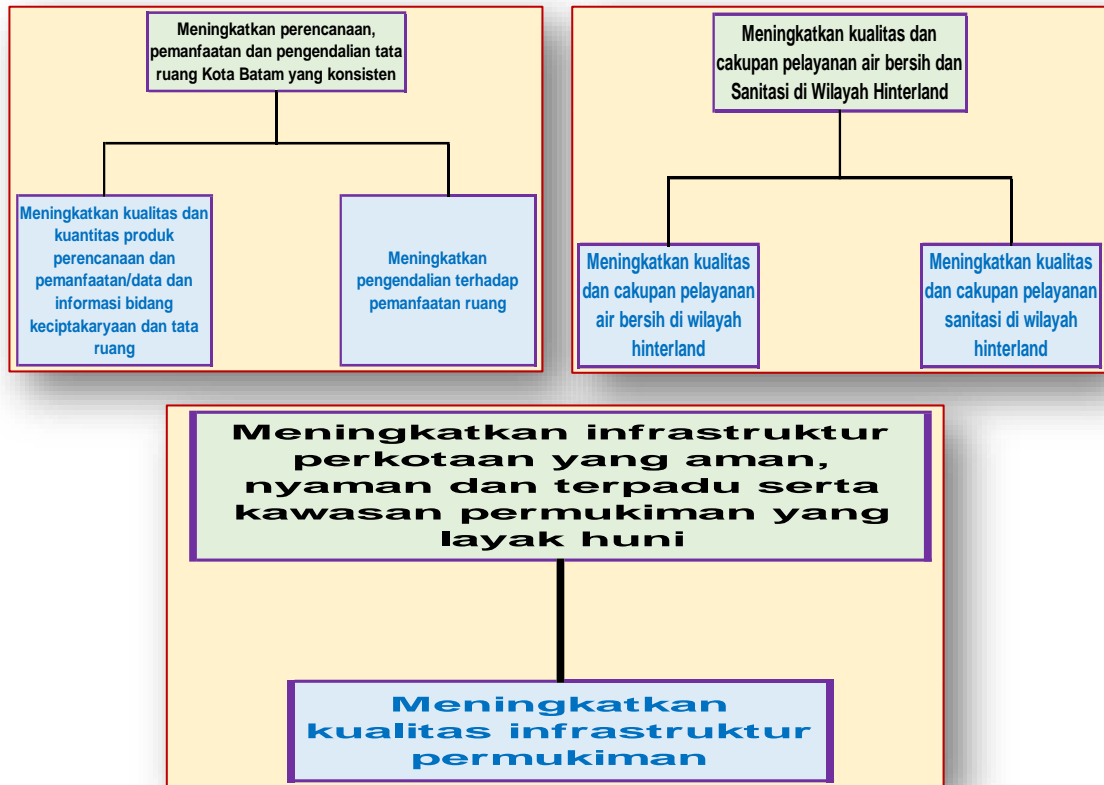 Meningkatkan perencanaan,
pemanfaatan dan pengendalian tata
ruang Kota Batam yang konsisten
Meningkatkan kualitas dan
kuantitas produk
perencanaan dan
pemanfaatan/data dan
informasi bidang
keciptakaryaan dan tata
ruang
Meningkatkan
pengendalian terhadap
pemanfaatan ruang
Meningkatkan kualitas dan
cakupan pelayanan air bersih dan
Sanitasi di Wilayah Hinterland
Meningkatkan kualitas
dan cakupan pelayanan
air bersih di wilayah
hinterland
Meningkatkan kualitas
dan cakupan pelayanan
sanitasi di wilayah
hinterland
Meningkatkan infrastruktur
perkotaan yang aman,
nyaman dan terpadu serta
kawasan permukiman yang
layak huni
Meningkatkan
kualitas infrastruktur
permukiman